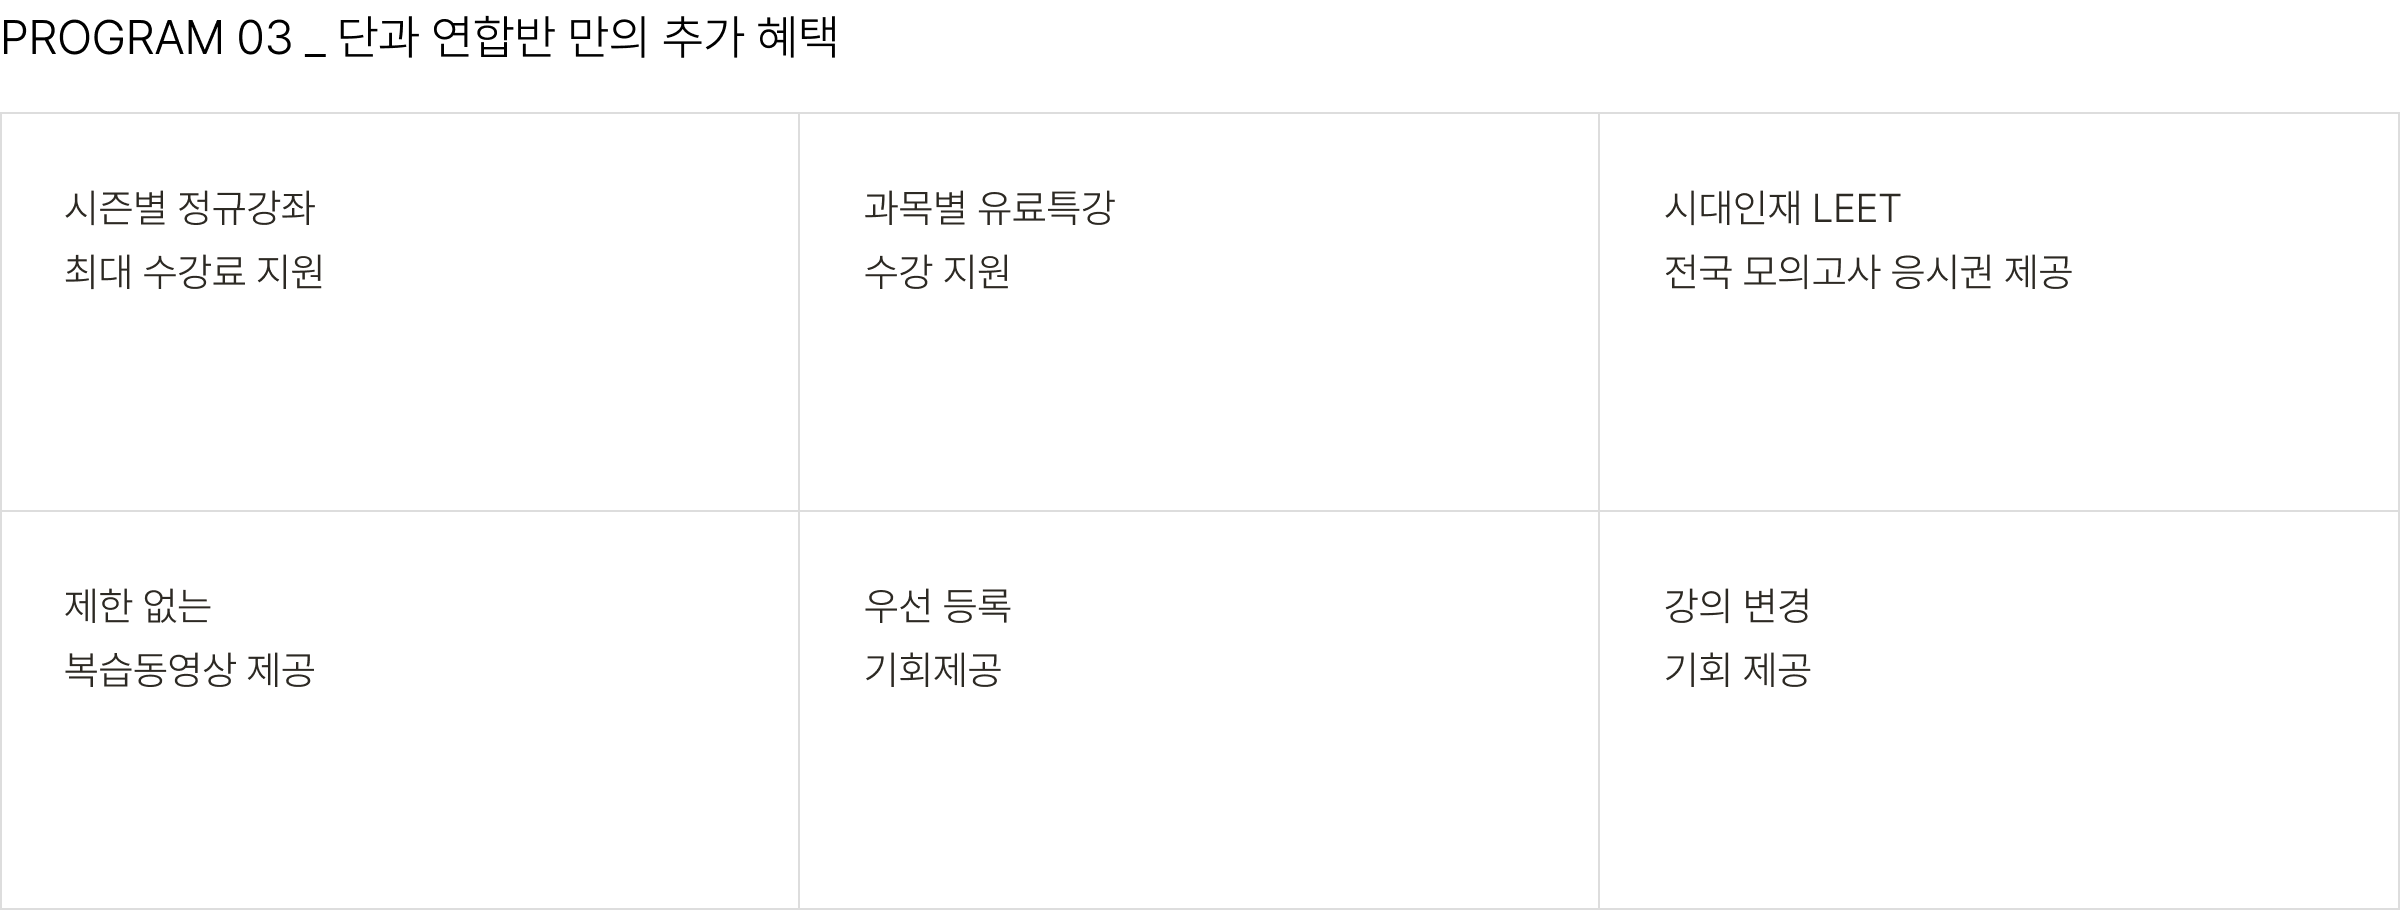 PROGRAM 03 _ 단과 연합반 만의 추가 혜택
시즌별 정규강좌
최대 수강료 지원
과목별 유료특강
수강 지원
시대인재 LEET
전국 모의고사 응시권 제공
제한 없는
복습동영상 제공
우선 등록
기회제공
강의 변경
기회 제공